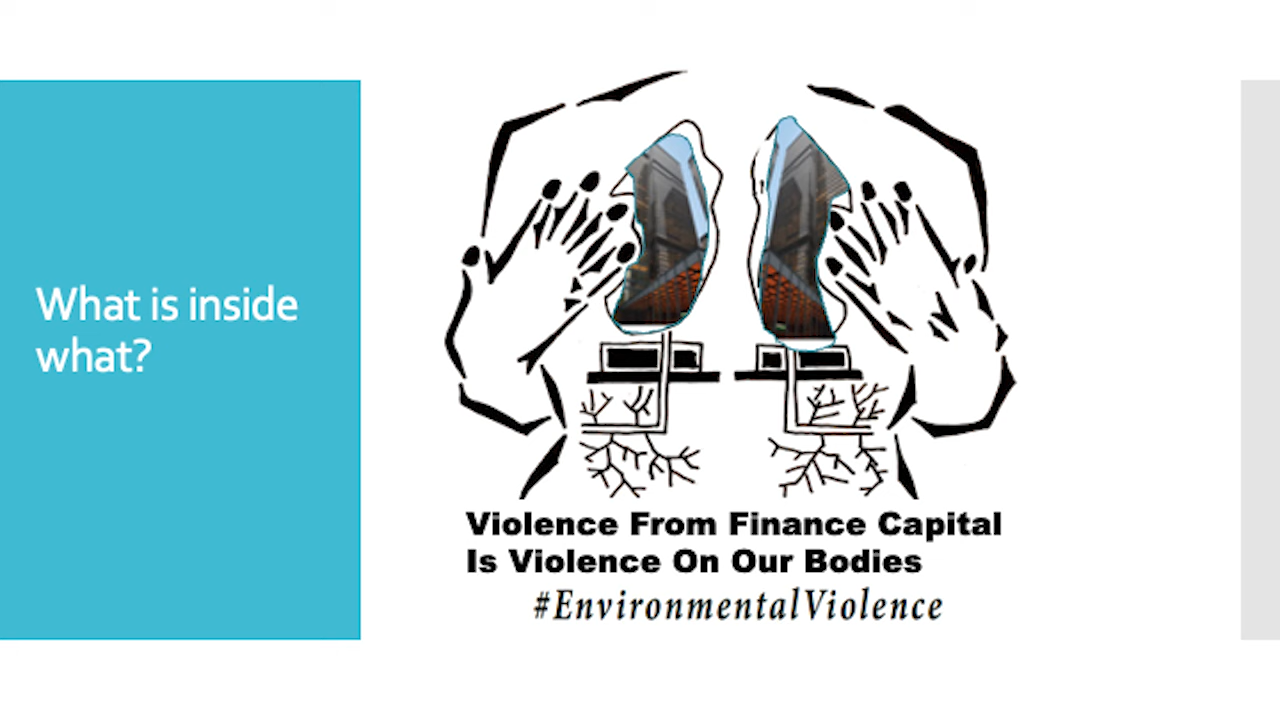 What is inside
what?
Violence From Finance Capital
Is Violence On Our Bodies
#EnvironmentalViolence